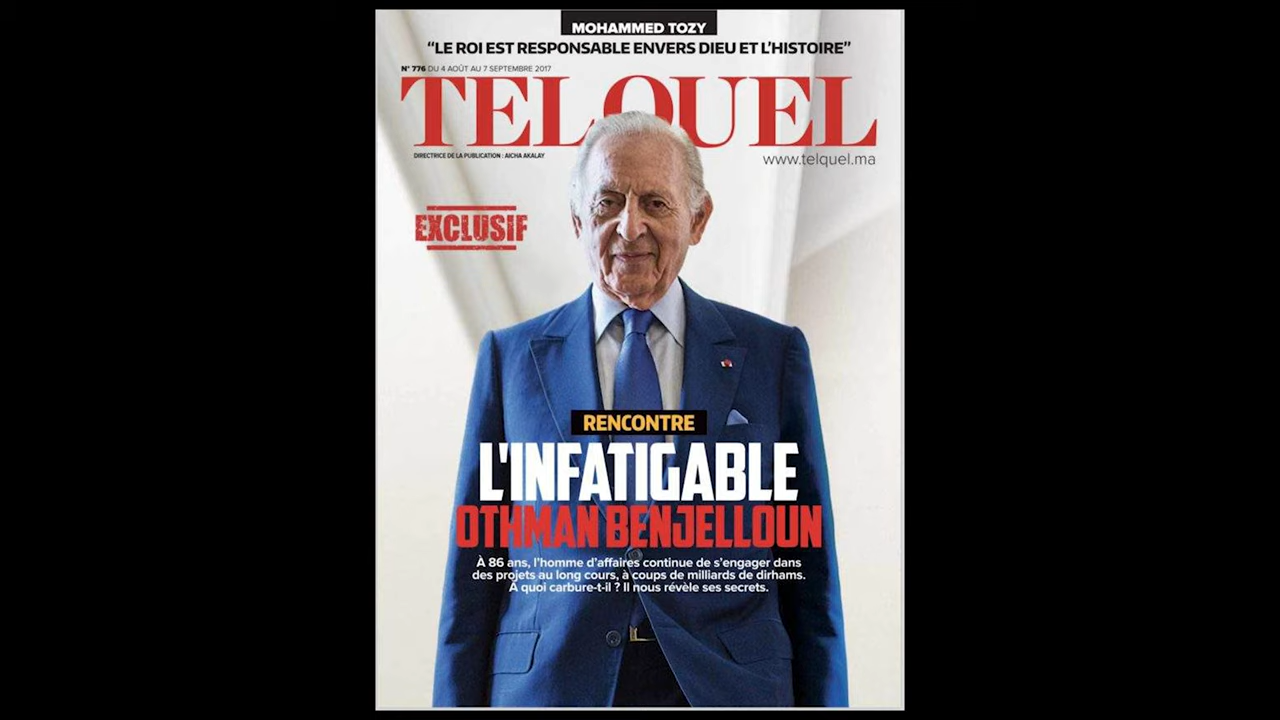 MOHAMMED TOZY
“LE ROI EST RESPONSABLE ENVERS DIEU ET L’HISTOIRE”
N° 776 DU 4 AOÛT AU 7 SEPTEMBRE 2017
TELQUEL
DIRECTRICE DE LA PUBLICATION : AICHA AKALAY
www.telquel.ma
EXCLUSIF
RENCONTRE
L'INFATIGABLE
OTHMAN BENJELLOUN
À 86 ans, l’homme d’affaires continue de s’engager dans
des projets au long cours, à coups de milliards de dirhams.
À quoi carbure-t-il ? Il nous révèle ses secrets.